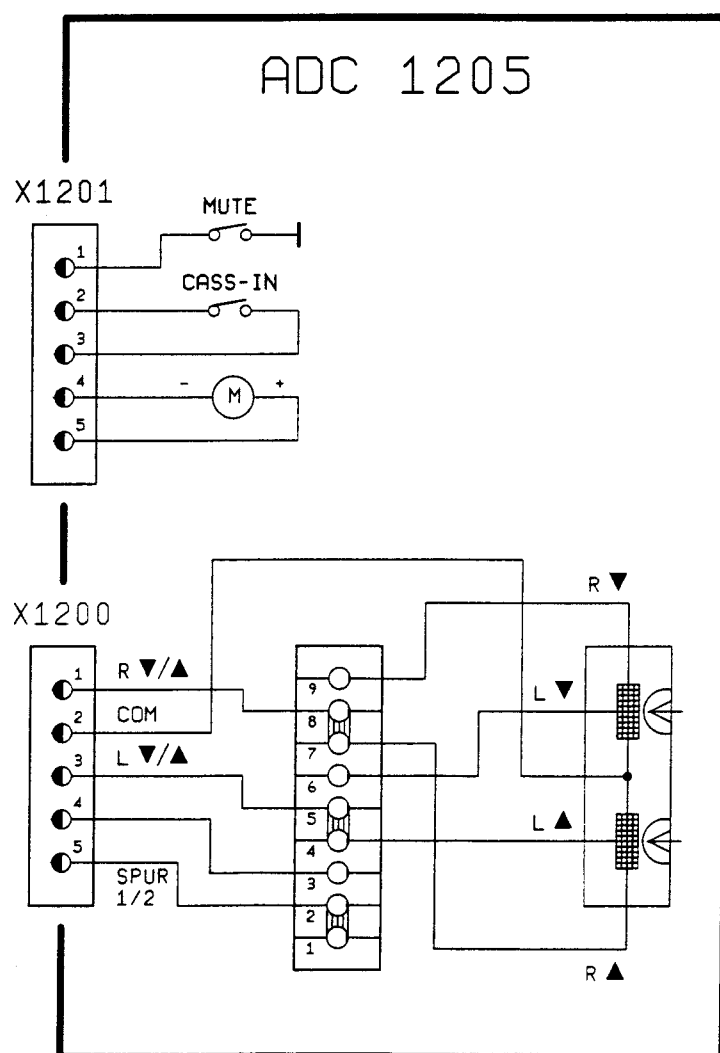 ADC 1205
X1201
MUTE
1
CASS-IN
2
3
4
- M +
5
X1200
R ▼
1 R ▼/▲
9
L ▼
2 COM
8
7
3 L ▼/▲
6
5
L ▲
4
4
3
5
SPUR
1/2
2
1
R ▲